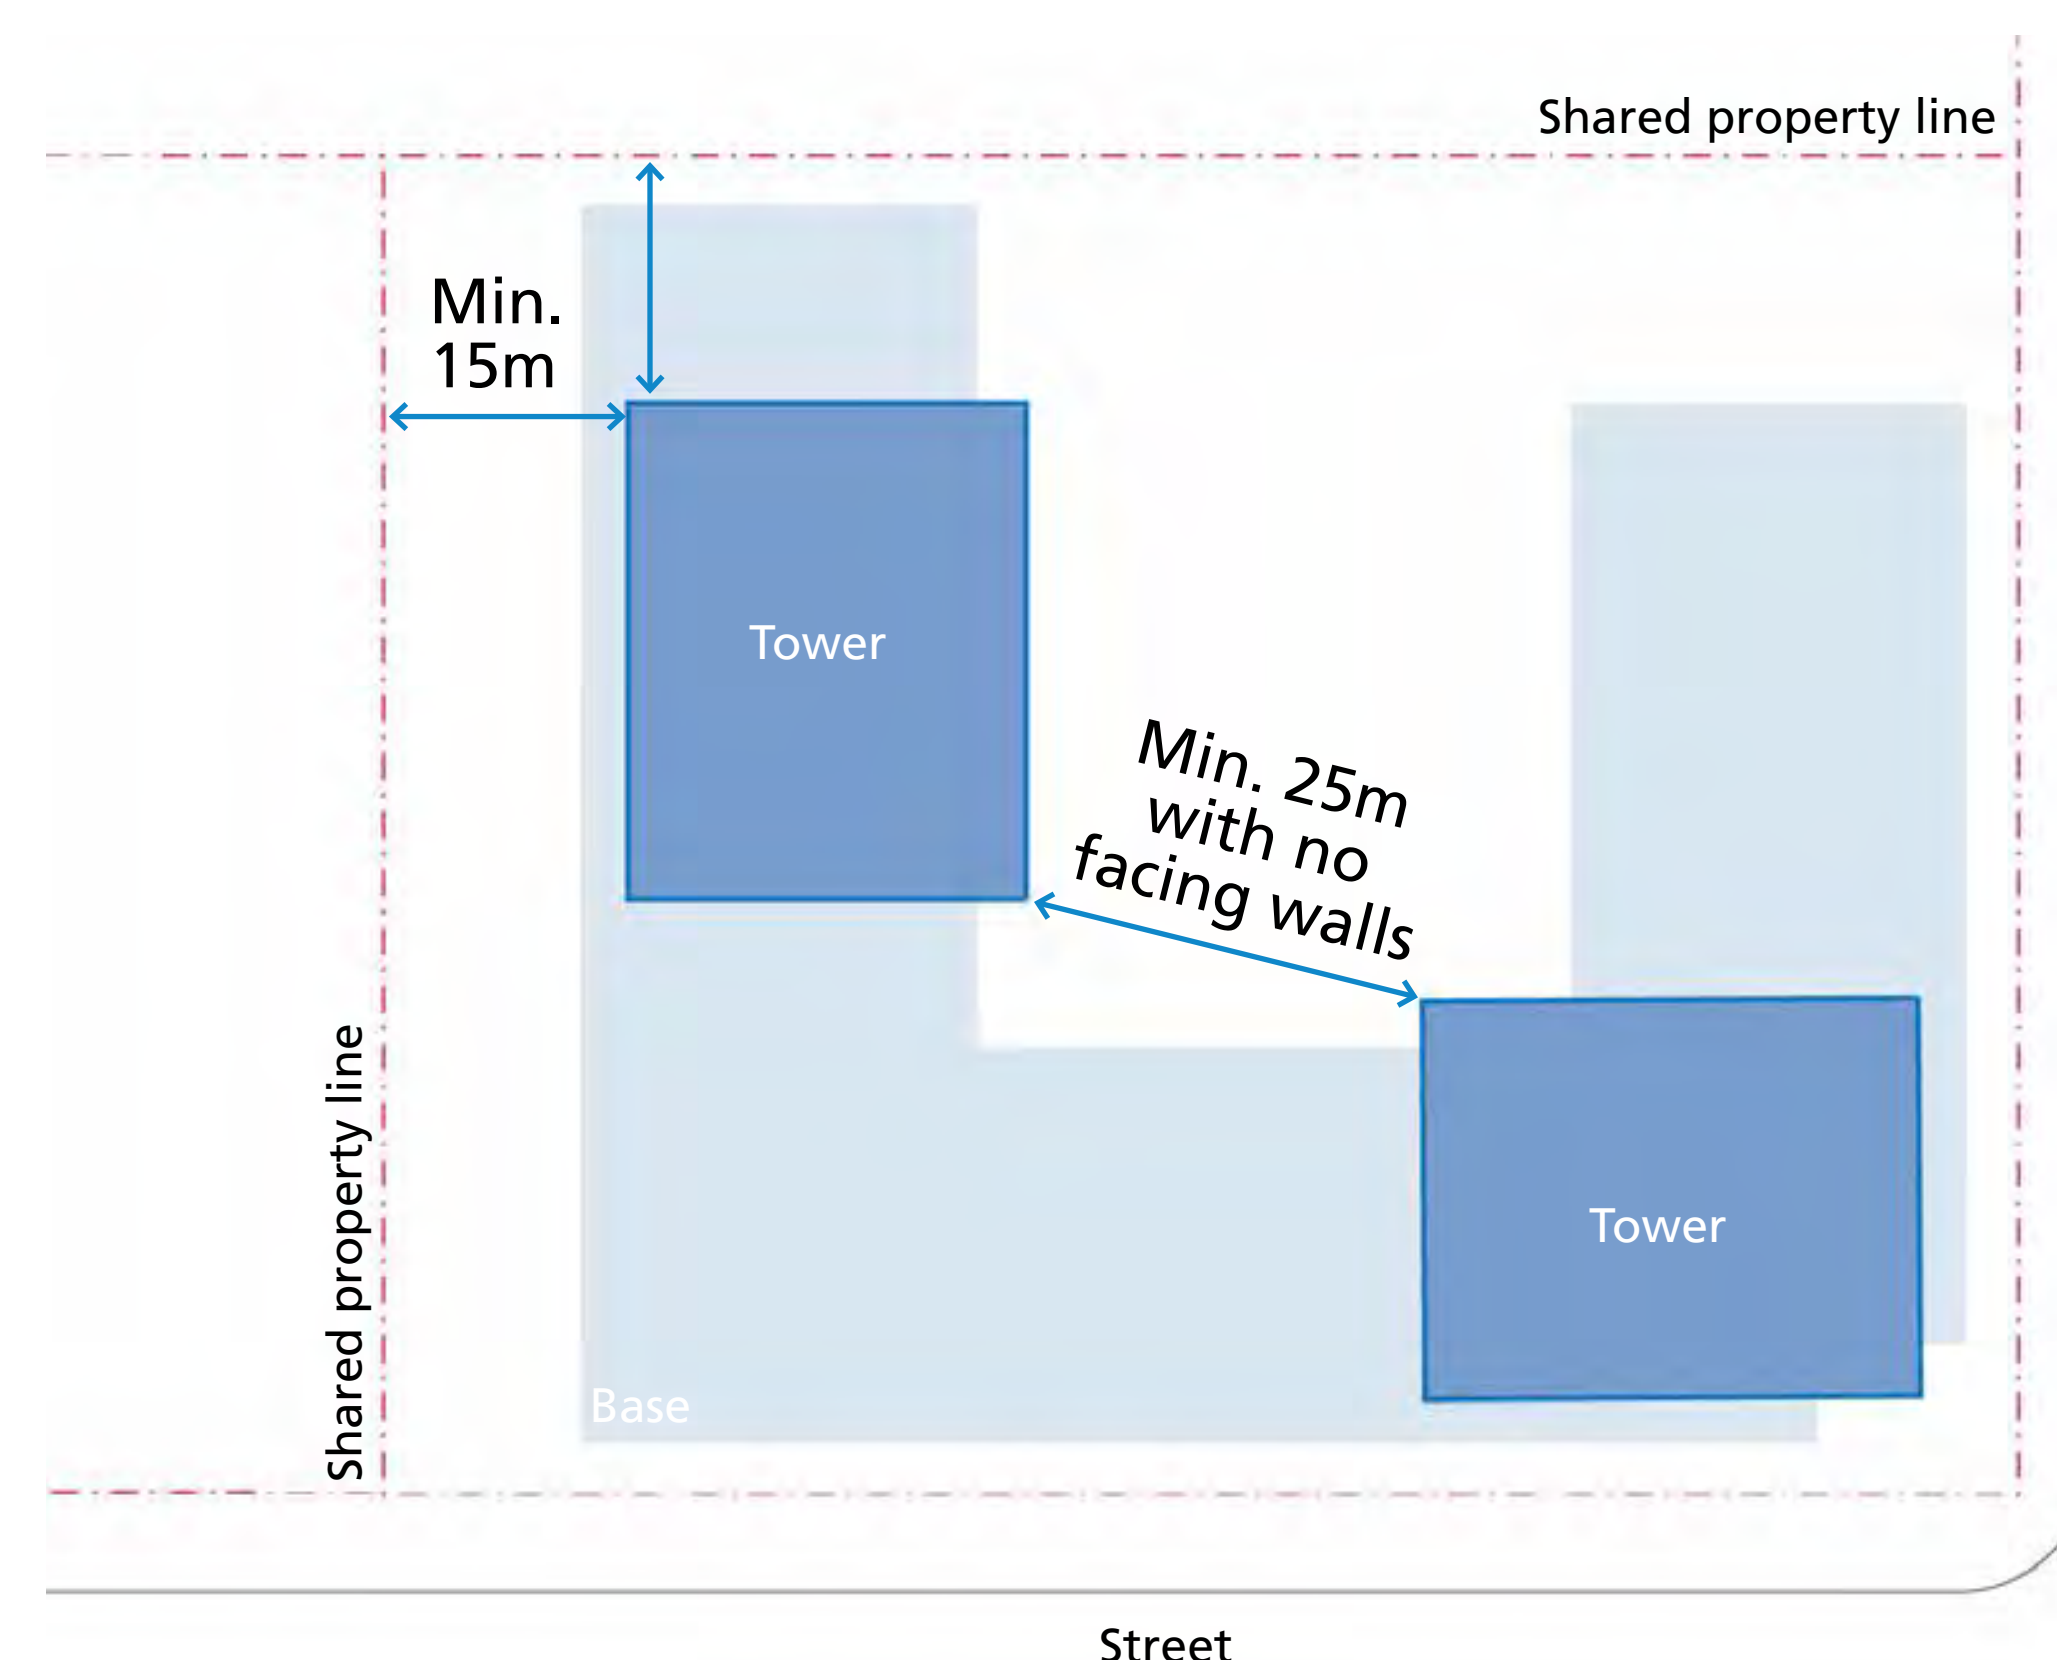 Shared property line
Min.
15m
Tower
Min. 25m
with no
facing walls
Shared property line
Tower
Base
Street